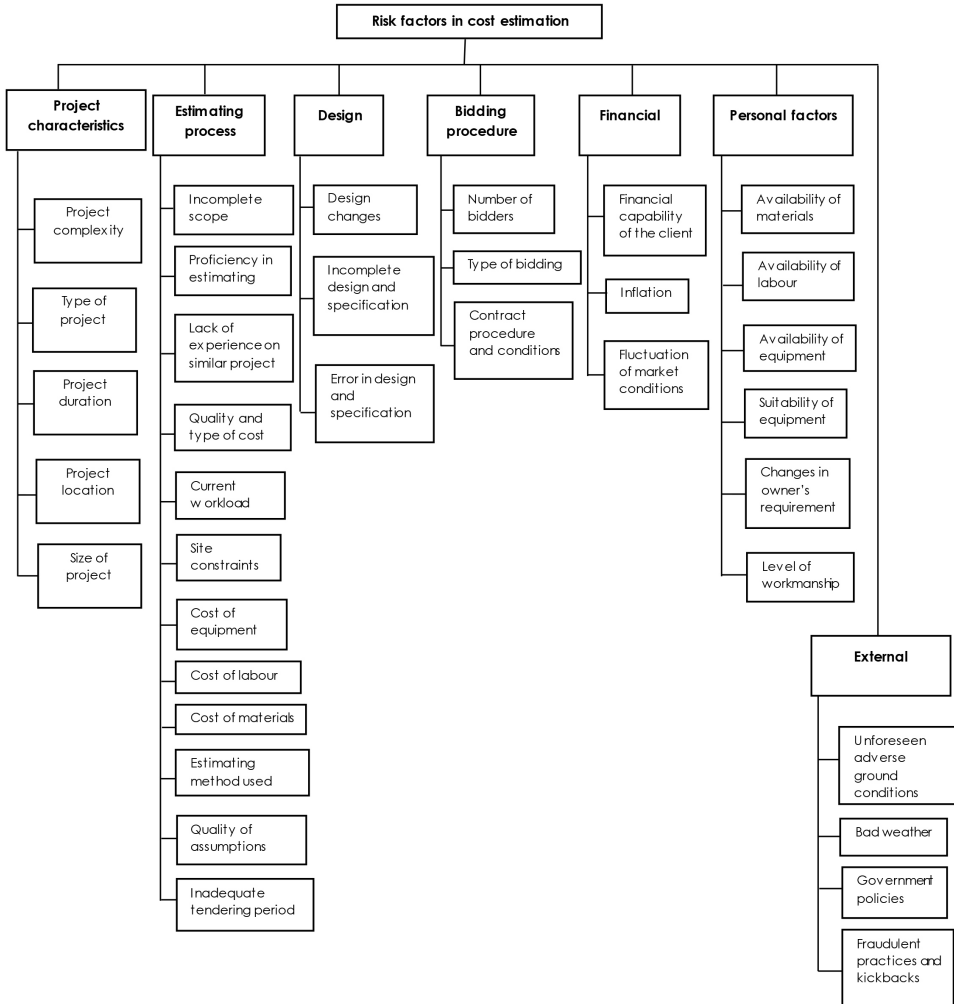 Risk factors in cost estimation
Project
characteristics
Project
complexity
Type of
project
Project
duration
Project
location
Size of
project
Estimating
process
Incomplete
scope
Proficiency in
estimating
Lack of
experience on
similar project
Quality and
type of cost
Current
workload
Site
constraints
Cost of
equipment
Cost of labour
Cost of materials
Estimating
method used
Quality of
assumptions
Inadequate
tendering period
Design
Design
changes
Incomplete
design and
specification
Error in design
and
specification
Bidding
procedure
Number of
bidders
Type of bidding
Contract
procedure
and conditions
Financial
Financial
capability
of the client
Inflation
Fluctuation
of market
conditions
Personal factors
Availability of
materials
Availability of
labour
Availability of
equipment
Suitability of
equipment
Changes in
owner's
requirement
Level of
workmanship
External
Unforeseen
adverse
ground
conditions
Bad weather
Government
policies
Fraudulent
practices and
kickbacks